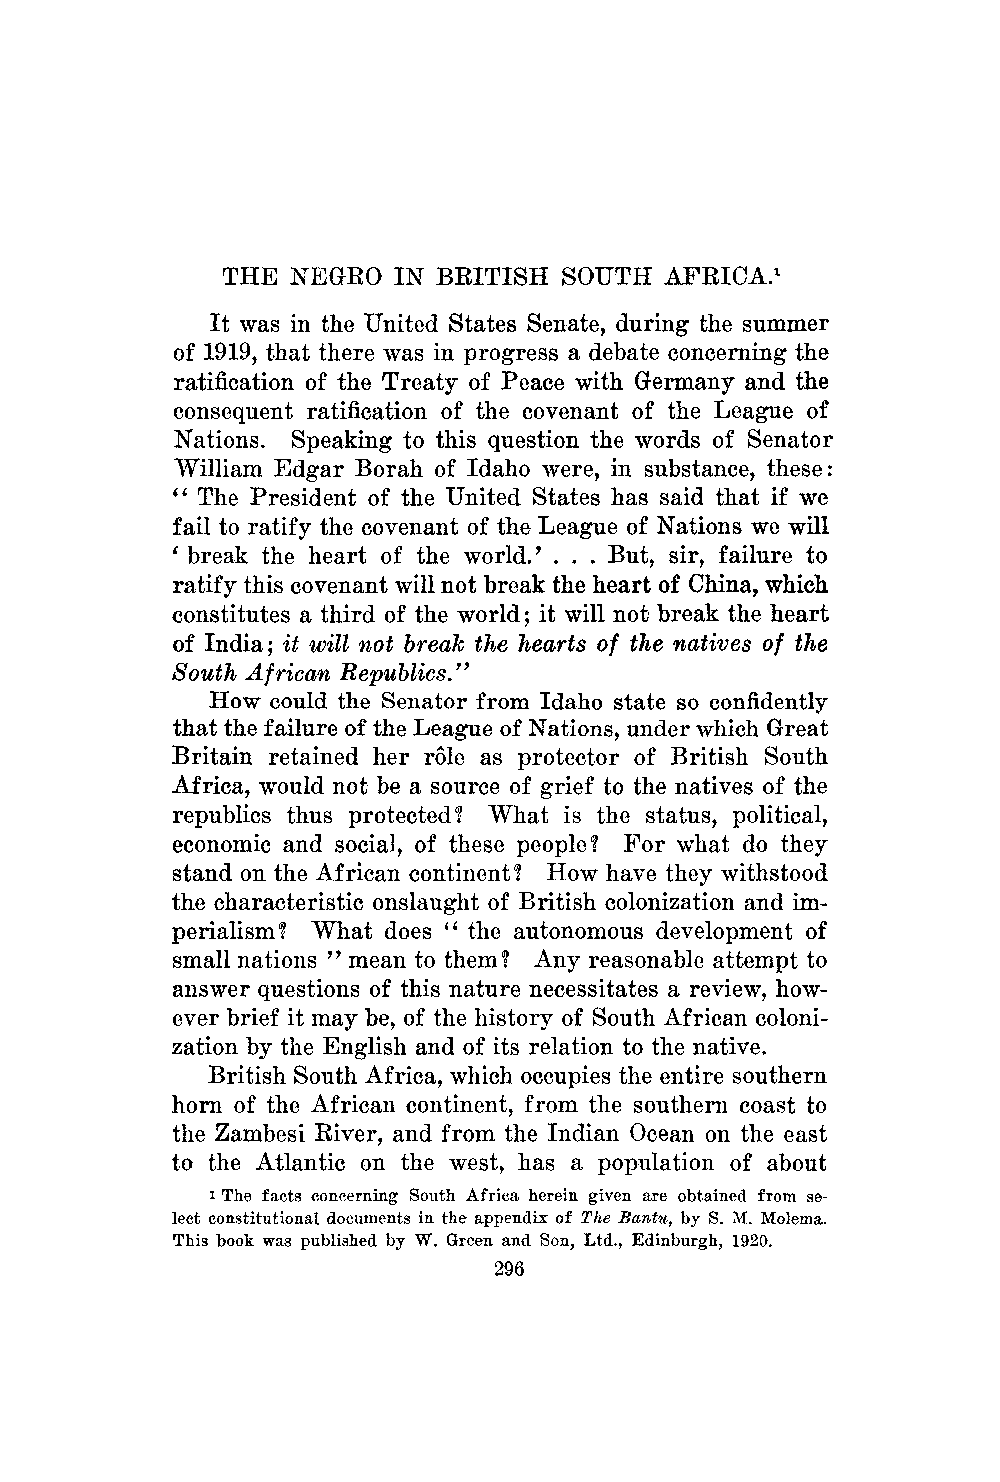 THE NEGRO IN BRITISH SOUTH AFRICA.¹
It was in the United States Senate, during the summer
of 1919, that there was in progress a debate concerning the
ratification of the Treaty of Peace with Germany and the
consequent ratification of the covenant of the League of
Nations. Speaking to this question the words of Senator
William Edgar Borah of Idaho were, in substance, these:
“ The President of the United States has said that if we
fail to ratify the covenant of the League of Nations we will
‘ break the heart of the world.’ . . . But, sir, failure to
ratify this covenant will not break the heart of China, which
constitutes a third of the world; it will not break the heart
of India; it will not break the hearts of the natives of the
South African Republics.”
How could the Senator from Idaho state so confidently
that the failure of the League of Nations, under which Great
Britain retained her rôle as protector of British South
Africa, would not be a source of grief to the natives of the
republics thus protected? What is the status, political,
economic and social, of these people? For what do they
stand on the African continent? How have they withstood
the characteristic onslaught of British colonization and im-
perialism? What does “ the autonomous development of
small nations ” mean to them? Any reasonable attempt to
answer questions of this nature necessitates a review, how-
ever brief it may be, of the history of South African coloni-
zation by the English and of its relation to the native.
British South Africa, which occupies the entire southern
horn of the African continent, from the southern coast to
the Zambesi River, and from the Indian Ocean on the east
to the Atlantic on the west, has a population of about
¹ The facts concerning South Africa herein given are obtained from se-
lect constitutional documents in the appendix of The Bantu, by S. M. Molema.
This book was published by W. Green and Son, Ltd., Edinburgh, 1920.
296